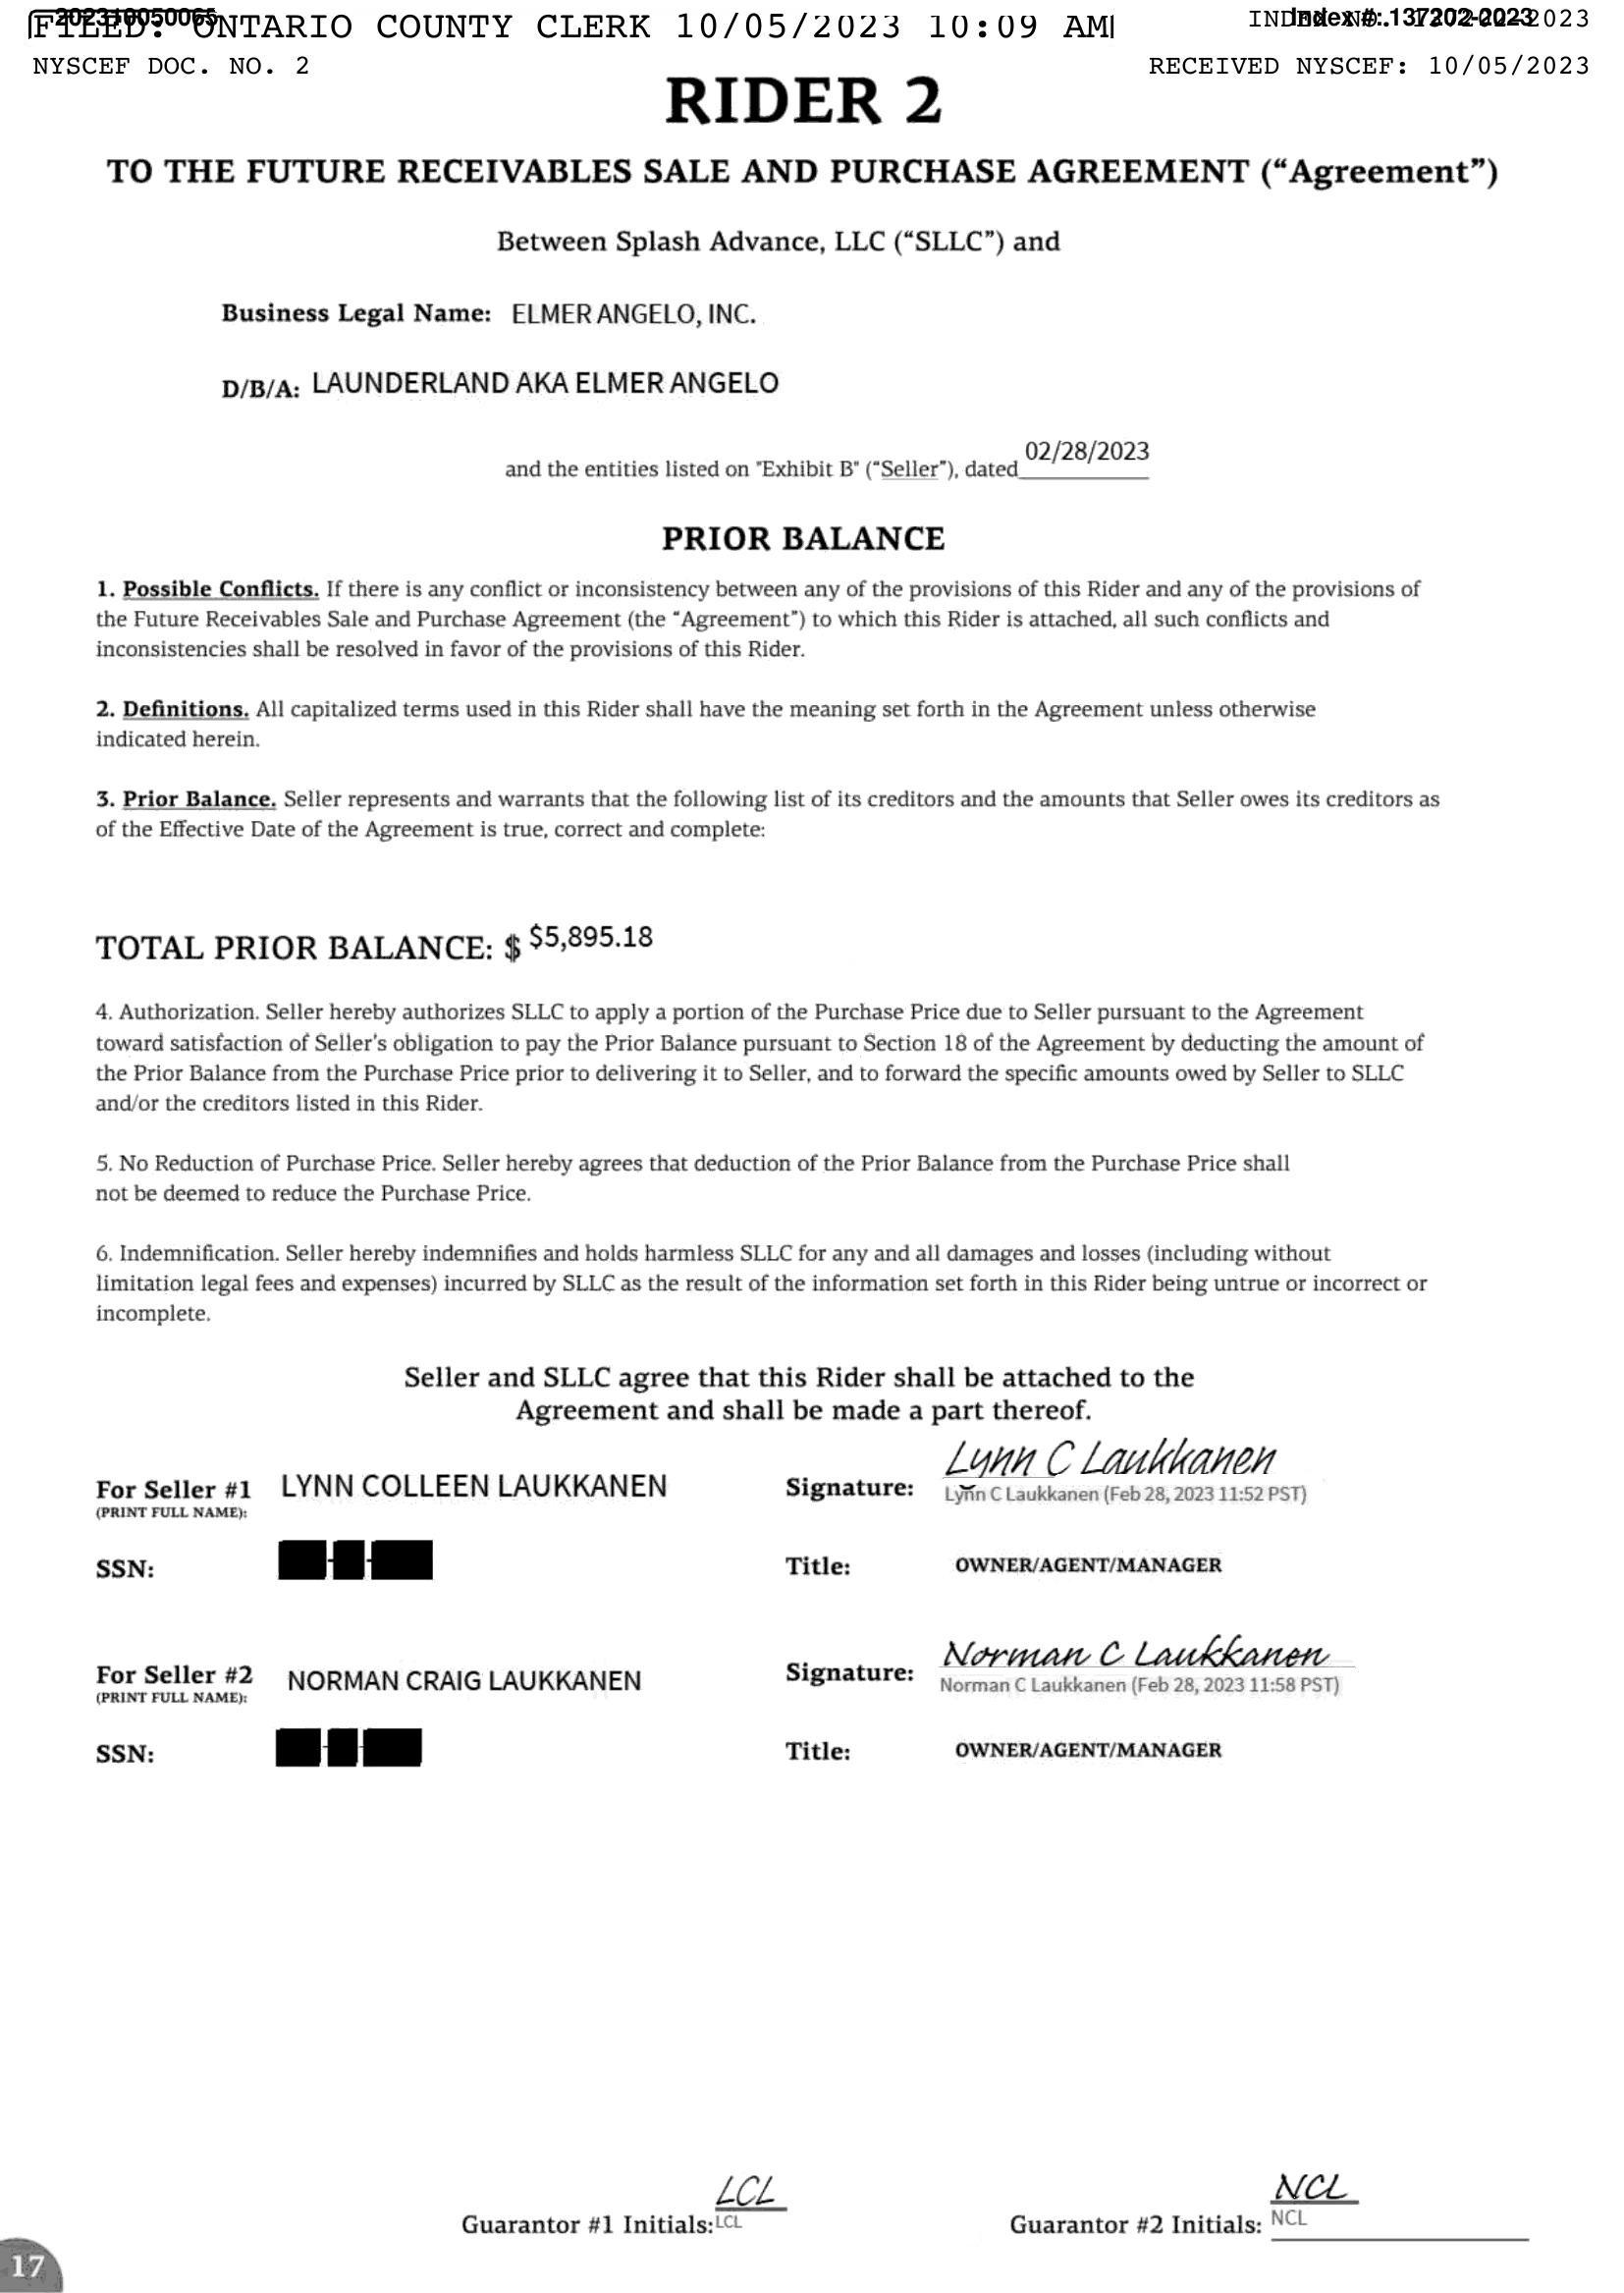 FILED: ONTARIO COUNTY CLERK 10/05/2023 10:09 AM
202310050065
Index #: 137202-2023
NYSCEF DOC. NO. 2
RECEIVED NYSCEF: 10/05/2023
RIDER 2
TO THE FUTURE RECEIVABLES SALE AND PURCHASE AGREEMENT (“Agreement”)
Between Splash Advance, LLC (“SLLC”) and
Business Legal Name: ELMER ANGELO, INC.
D/B/A: LAUNDERLAND AKA ELMER ANGELO
and the entities listed on "Exhibit B" (“Seller”), dated 02/28/2023
PRIOR BALANCE
1. Possible Conflicts. If there is any conflict or inconsistency between any of the provisions of this Rider and any of the provisions of
the Future Receivables Sale and Purchase Agreement (the “Agreement”) to which this Rider is attached, all such conflicts and
inconsistencies shall be resolved in favor of the provisions of this Rider.
2. Definitions. All capitalized terms used in this Rider shall have the meaning set forth in the Agreement unless otherwise
indicated herein.
3. Prior Balance. Seller represents and warrants that the following list of its creditors and the amounts that Seller owes its creditors as
of the Effective Date of the Agreement is true, correct and complete:
TOTAL PRIOR BALANCE: $ $5,895.18
4. Authorization. Seller hereby authorizes SLLC to apply a portion of the Purchase Price due to Seller pursuant to the Agreement
toward satisfaction of Seller’s obligation to pay the Prior Balance pursuant to Section 18 of the Agreement by deducting the amount of
the Prior Balance from the Purchase Price prior to delivering it to Seller, and to forward the specific amounts owed by Seller to SLLC
and/or the creditors listed in this Rider.
5. No Reduction of Purchase Price. Seller hereby agrees that deduction of the Prior Balance from the Purchase Price shall
not be deemed to reduce the Purchase Price.
6. Indemnification. Seller hereby indemnifies and holds harmless SLLC for any and all damages and losses (including without
limitation legal fees and expenses) incurred by SLLC as the result of the information set forth in this Rider being untrue or incorrect or
incomplete.
Seller and SLLC agree that this Rider shall be attached to the
Agreement and shall be made a part thereof.
For Seller #1 LYNN COLLEEN LAUKKANEN Signature: Lynn C Laukkanen
(PRINT FULL NAME): Lynn C Laukkanen (Feb 28, 2023 11:52 PST)
SSN: Title: OWNER/AGENT/MANAGER
For Seller #2 NORMAN CRAIG LAUKKANEN Signature: Norman C Laukkanen
(PRINT FULL NAME): Norman C Laukkanen (Feb 28, 2023 11:58 PST)
SSN: Title: OWNER/AGENT/MANAGER
LCL NCL
Guarantor #1 Initials: LCL Guarantor #2 Initials: NCL
17